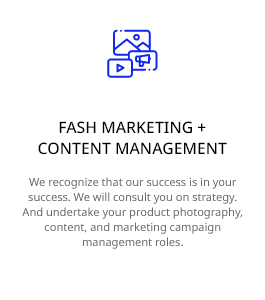 FASH MARKETING +
CONTENT MANAGEMENT
We recognize that our success is in your
success. We will consult you on strategy.
And undertake your product photography,
content, and marketing campaign
management roles.